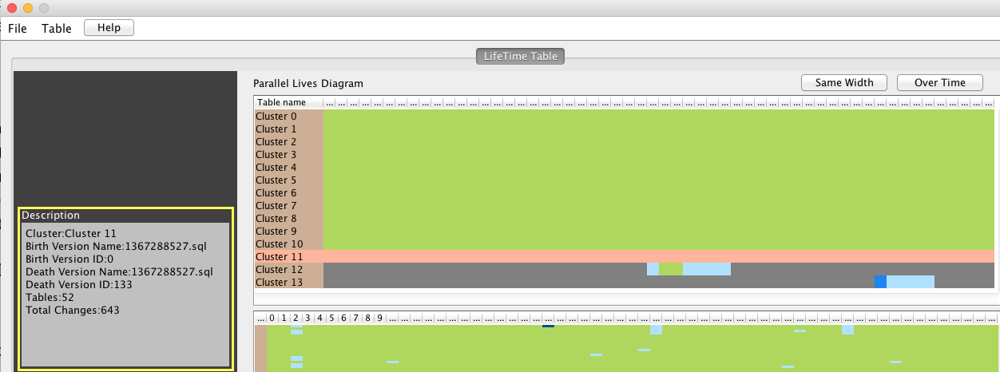 File Table Help
LifeTime Table
Parallel Lives Diagram Same Width Over Time
Table name ... ... ... ... ... ... ... ... ... ... ... ... ... ... ... ... ... ... ... ... ... ... ... ... ... ... ... ... ... ... ... ... ... ... ... ... ... ... ... ... ... ... ... ... ... ... ... ... ... ... ... ... ... ... ... ...
Cluster 0
Cluster 1
Cluster 2
Cluster 3
Cluster 4
Cluster 5
Cluster 6
Cluster 7
Cluster 8
Cluster 9
Cluster 10
Cluster 11
Cluster 12
Cluster 13
Description
Cluster:Cluster 11
Birth Version Name:1367288527.sql
Birth Version ID:0
Death Version Name:1367288527.sql
Death Version ID:133
Tables:52
Total Changes:643
... 0 1 2 3 4 5 6 7 8 9 ... ... ... ... ... ... ... ... ... ... ... ... ... ... ... ... ... ... ... ... ... ... ... ... ... ... ... ... ... ... ... ... ... ... ... ... ... ... ... ... ...